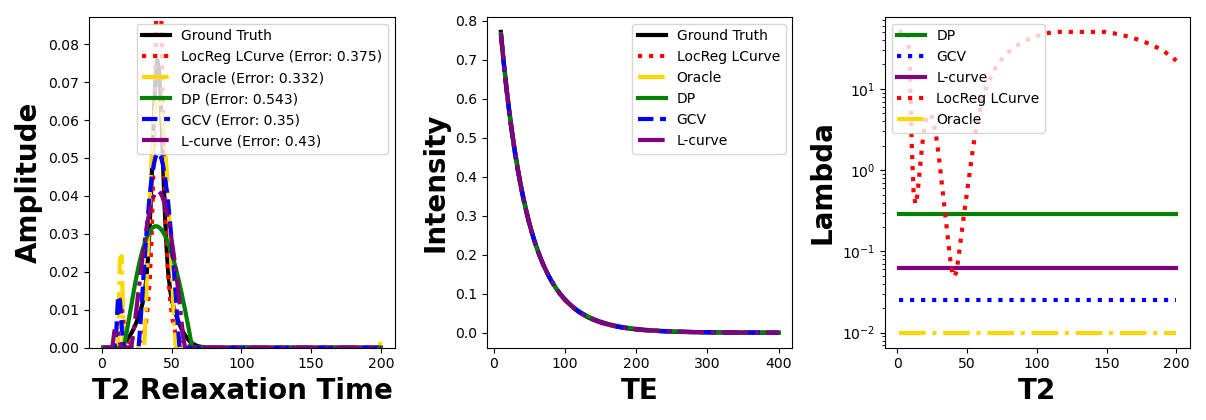 Ground Truth
LocReg LCurve (Error: 0.375)
Oracle (Error: 0.332)
DP (Error: 0.543)
GCV (Error: 0.35)
L-curve (Error: 0.43)
0.08
0.07
0.06
0.05
0.04
0.03
0.02
0.01
0.00
0
50
100
150
200
Amplitude
T2 Relaxation Time
Ground Truth
LocReg LCurve
Oracle
DP
GCV
L-curve
0.8
0.7
0.6
0.5
0.4
0.3
0.2
0.1
0.0
0
100
200
300
400
Intensity
TE
DP
GCV
L-curve
LocReg LCurve
Oracle
10¹
10⁰
10⁻¹
10⁻²
0
50
100
150
200
Lambda
T2